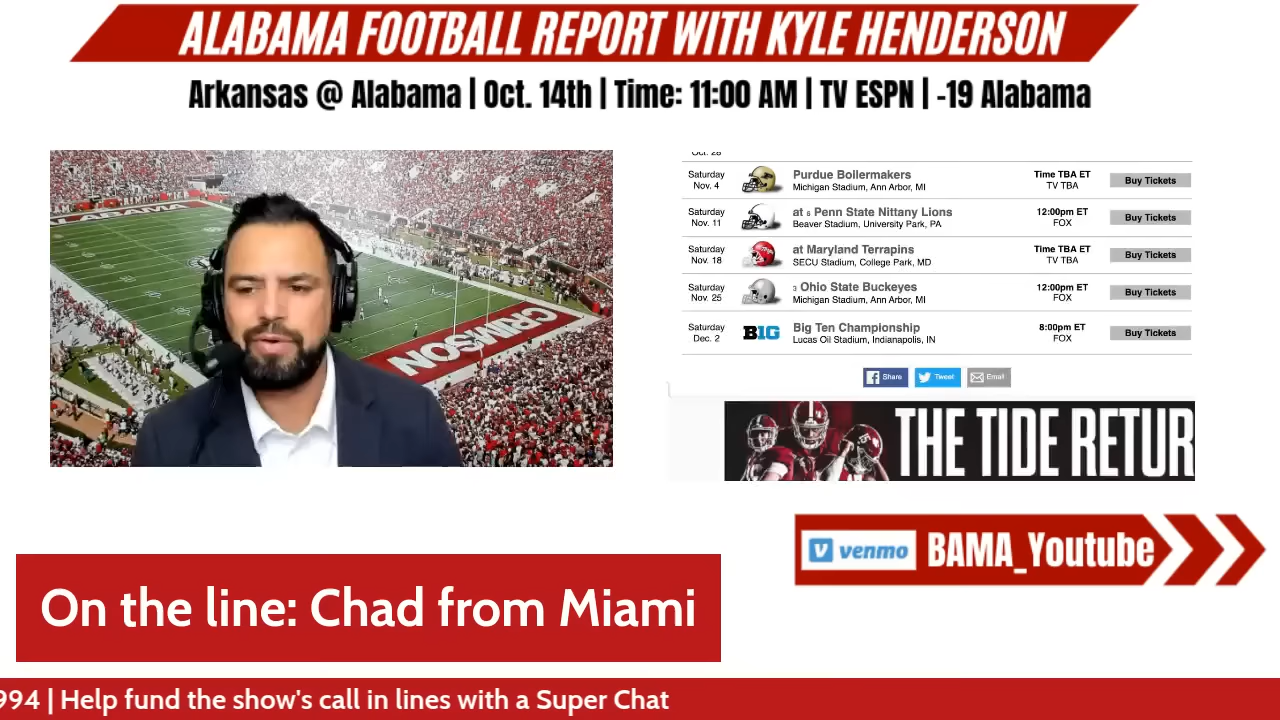 ALABAMA FOOTBALL REPORT WITH KYLE HENDERSON
Arkansas @ Alabama | Oct. 14th | Time: 11:00 AM | TV ESPN | -19 Alabama
ALABAMA
CRIMSON
Oct. 28
Saturday Nov. 4 Purdue Boilermakers Michigan Stadium, Ann Arbor, MI Time TBA ET TV TBA Buy Tickets
Saturday Nov. 11 at 6 Penn State Nittany Lions Beaver Stadium, University Park, PA 12:00pm ET FOX Buy Tickets
Saturday Nov. 18 at Maryland Terrapins SECU Stadium, College Park, MD Time TBA ET TV TBA Buy Tickets
Saturday Nov. 25 3 Ohio State Buckeyes Michigan Stadium, Ann Arbor, MI 12:00pm ET FOX Buy Tickets
Saturday Dec. 2 B1G Big Ten Championship Lucas Oil Stadium, Indianapolis, IN 8:00pm ET FOX Buy Tickets
Share Tweet Email
THE TIDE RETUR
venmo BAMA_Youtube
On the line: Chad from Miami
994 | Help fund the show's call in lines with a Super Chat